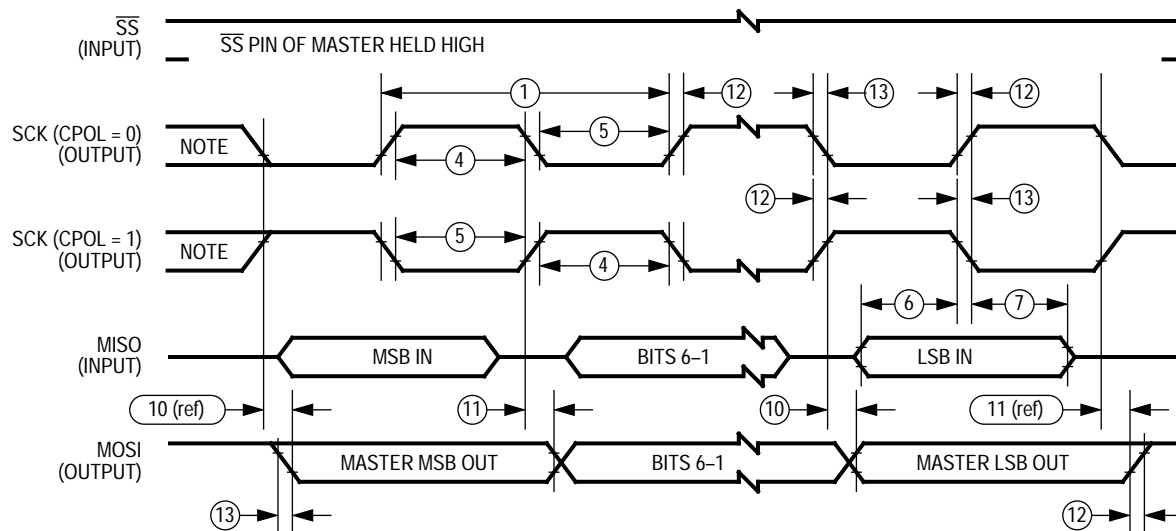 SS
(INPUT)
SS PIN OF MASTER HELD HIGH
1
12
13
12
SCK (CPOL = 0)
(OUTPUT)
NOTE
5
4
12
13
SCK (CPOL = 1)
(OUTPUT)
NOTE
5
4
6
7
MISO
(INPUT)
MSB IN
BITS 6–1
LSB IN
10 (ref)
11
10
11 (ref)
MOSI
(OUTPUT)
MASTER MSB OUT
BITS 6–1
MASTER LSB OUT
13
12